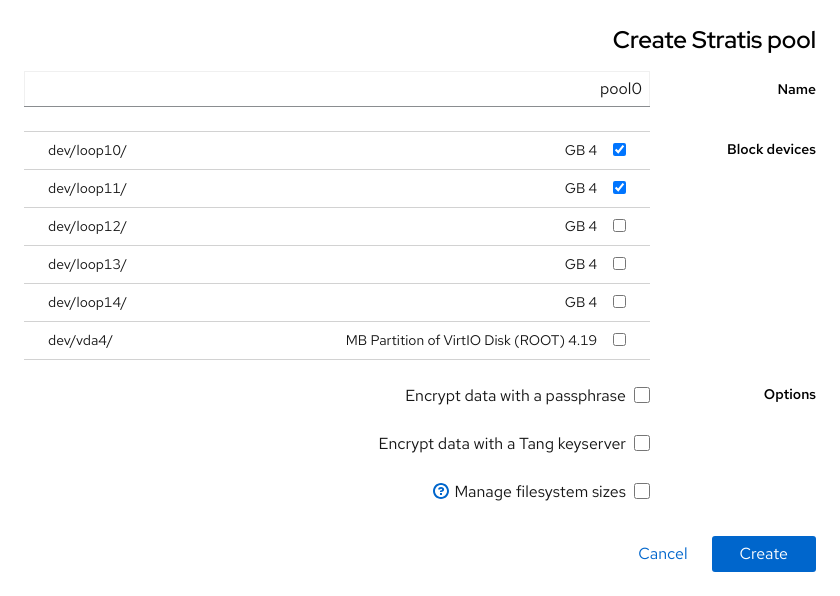 Create Stratis pool
Name
pool0
Block devices
GB 4
dev/loop10/
GB 4
dev/loop11/
GB 4
dev/loop12/
GB 4
dev/loop13/
GB 4
dev/loop14/
MB Partition of VirtIO Disk (ROOT) 4.19
dev/vda4/
Options
Encrypt data with a passphrase
Encrypt data with a Tang keyserver
Manage filesystem sizes
Create
Cancel